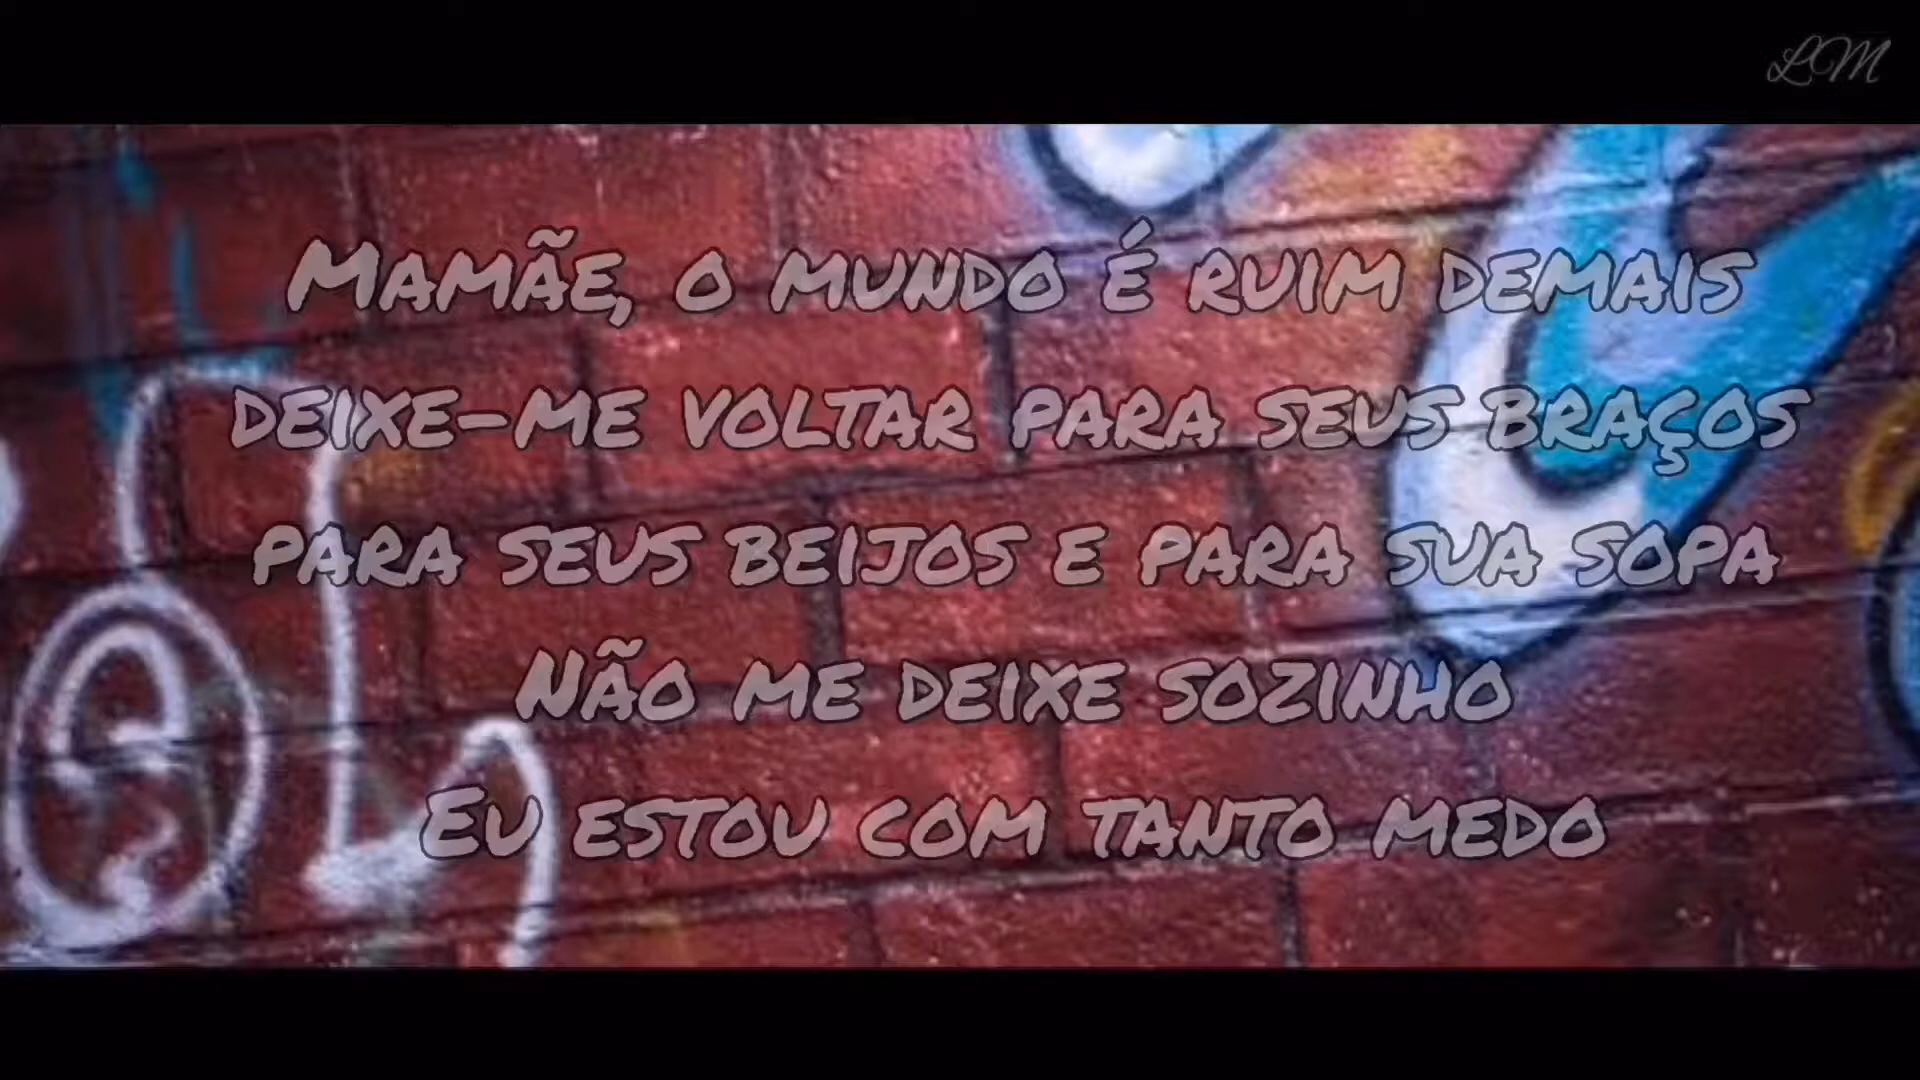 LM
Mamãe, o mundo é ruim demais
deixe-me voltar para seus braços
para seus beijos e para sua sopa
Não me deixe sozinho
Eu estou com tanto medo